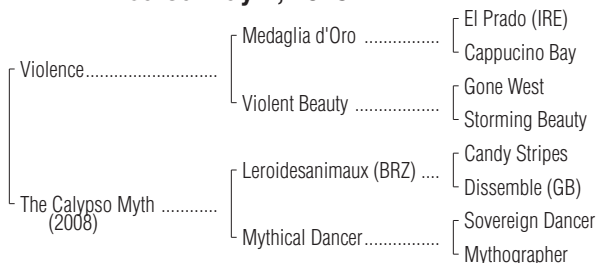 El Prado (IRE)
Medaglia d'Oro ..................
Cappucino Bay
Violence.............................
Gone West
Violent Beauty ....................
Storming Beauty
Candy Stripes
Leroidesanimaux (BRZ) ....
Dissemble (GB)
The Calypso Myth ............
(2008)
Sovereign Dancer
Mythical Dancer..................
Mythographer